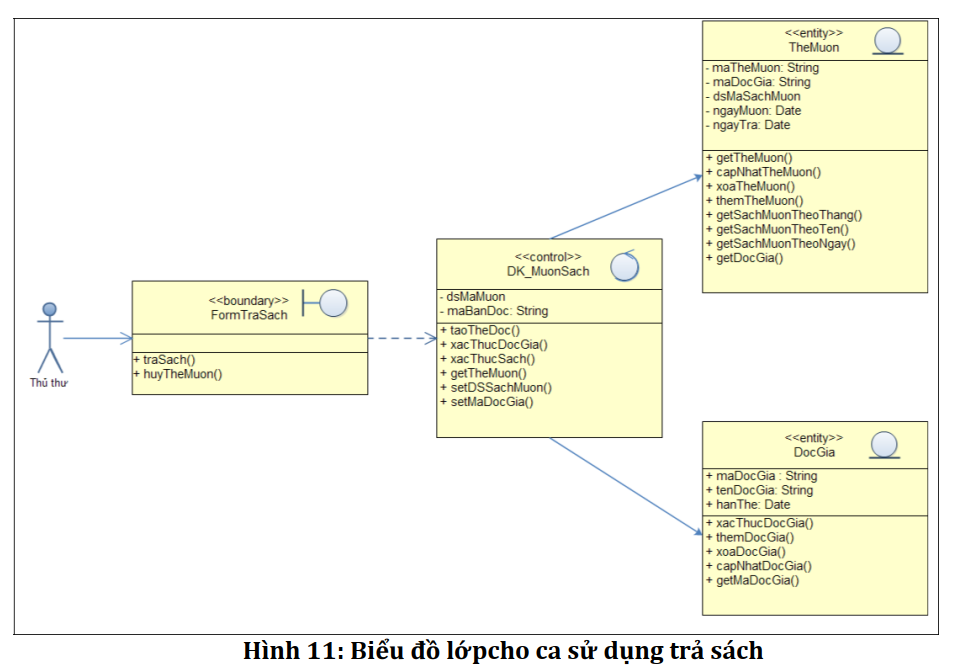 <<entity>>
TheMuon
- maTheMuon: String
- maDocGia: String
- dsMaSachMuon
- ngayMuon: Date
- ngayTra: Date
+ getTheMuon()
+ capNhatTheMuon()
+ xoaTheMuon()
+ themTheMuon()
+ getSachMuonTheoThang()
+ getSachMuonTheoTen()
+ getSachMuonTheoNgay()
+ getDocGia()
<<control>>
DK_MuonSach
- dsMaMuon
- maBanDoc: String
+ taoTheDoc()
+ xacThucDocGia()
+ xacThucSach()
+ getTheMuon()
+ setDSSachMuon()
+ setMaDocGia()
<<boundary>>
FormTraSach
+ traSach()
+ huyTheMuon()
Thủ thư
<<entity>>
DocGia
+ maDocGia : String
+ tenDocGia: String
+ hanThe: Date
+ xacThucDocGia()
+ themDocGia()
+ xoaDocGia()
+ capNhatDocGia()
+ getMaDocGia()
Hình 11: Biểu đồ lớpcho ca sử dụng trả sách